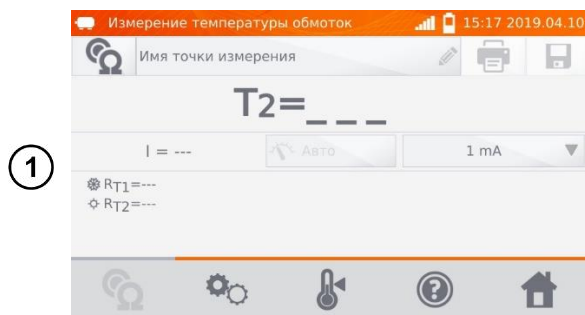 Измерение температуры обмоток 15:17 2019.04.10
Имя точки измерения
T2=_ _ _
1
I = --- Авто 1 mA
RT1=---
RT2=---